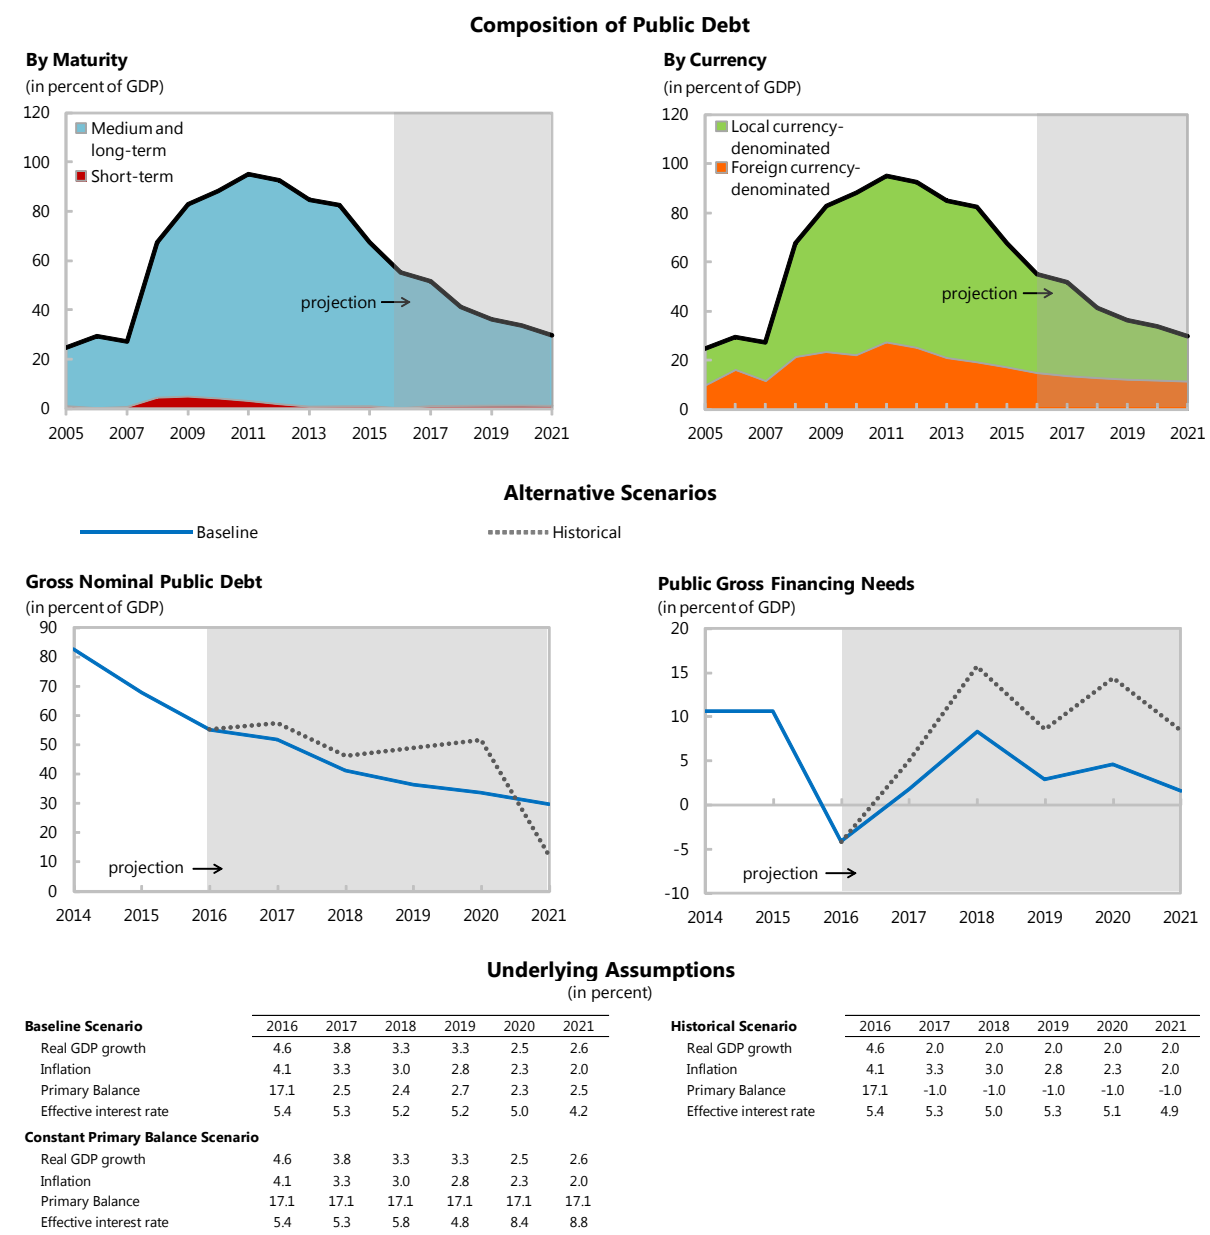 Composition of Public Debt
By Maturity
(in percent of GDP)
120
100
80
60
40
20
0
Medium and
long-term
Short-term
projection
2005 2007 2009 2011 2013 2015 2017 2019 2021
By Currency
(in percent of GDP)
120
100
80
60
40
20
0
Local currency-
denominated
Foreign currency-
denominated
projection
2005 2007 2009 2011 2013 2015 2017 2019 2021
Alternative Scenarios
Baseline
Historical
Gross Nominal Public Debt
(in percent of GDP)
90
80
70
60
50
40
30
20
10
0
projection
2014 2015 2016 2017 2018 2019 2020 2021
Public Gross Financing Needs
(in percent of GDP)
20
15
10
5
0
-5
-10
projection
2014 2015 2016 2017 2018 2019 2020 2021
Underlying Assumptions
(in percent)
Baseline Scenario 2016 2017 2018 2019 2020 2021
Real GDP growth 4.6 3.8 3.3 3.3 2.5 2.6
Inflation 4.1 3.3 3.0 2.8 2.3 2.0
Primary Balance 17.1 2.5 2.4 2.7 2.3 2.5
Effective interest rate 5.4 5.3 5.2 5.2 5.0 4.2
Constant Primary Balance Scenario
Real GDP growth 4.6 3.8 3.3 3.3 2.5 2.6
Inflation 4.1 3.3 3.0 2.8 2.3 2.0
Primary Balance 17.1 17.1 17.1 17.1 17.1 17.1
Effective interest rate 5.4 5.3 5.8 4.8 8.4 8.8
Historical Scenario 2016 2017 2018 2019 2020 2021
Real GDP growth 4.6 2.0 2.0 2.0 2.0 2.0
Inflation 4.1 3.3 3.0 2.8 2.3 2.0
Primary Balance 17.1 -1.0 -1.0 -1.0 -1.0 -1.0
Effective interest rate 5.4 5.3 5.0 5.3 5.1 4.9